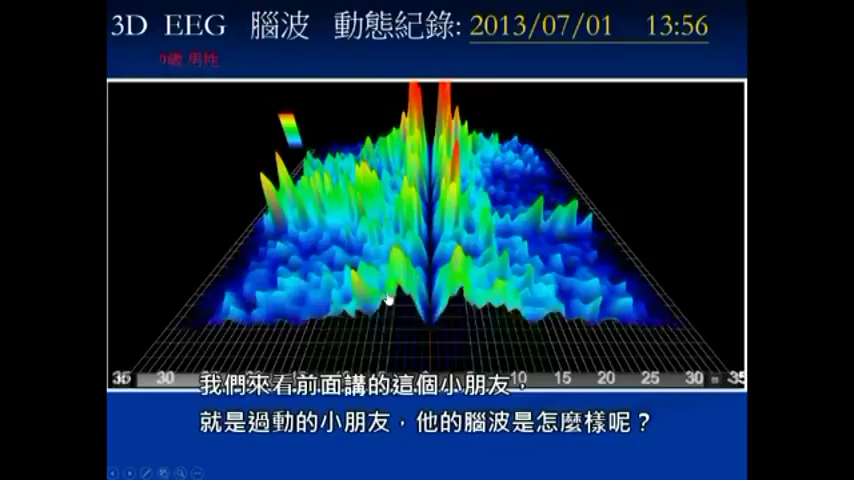 3D EEG 腦波 動態紀錄: 2013/07/01 13:56
9歲 男性
35 30 10 15 20 25 30 35
我們來看前面講的這個小朋友，
就是過動的小朋友，他的腦波是怎麼樣呢？